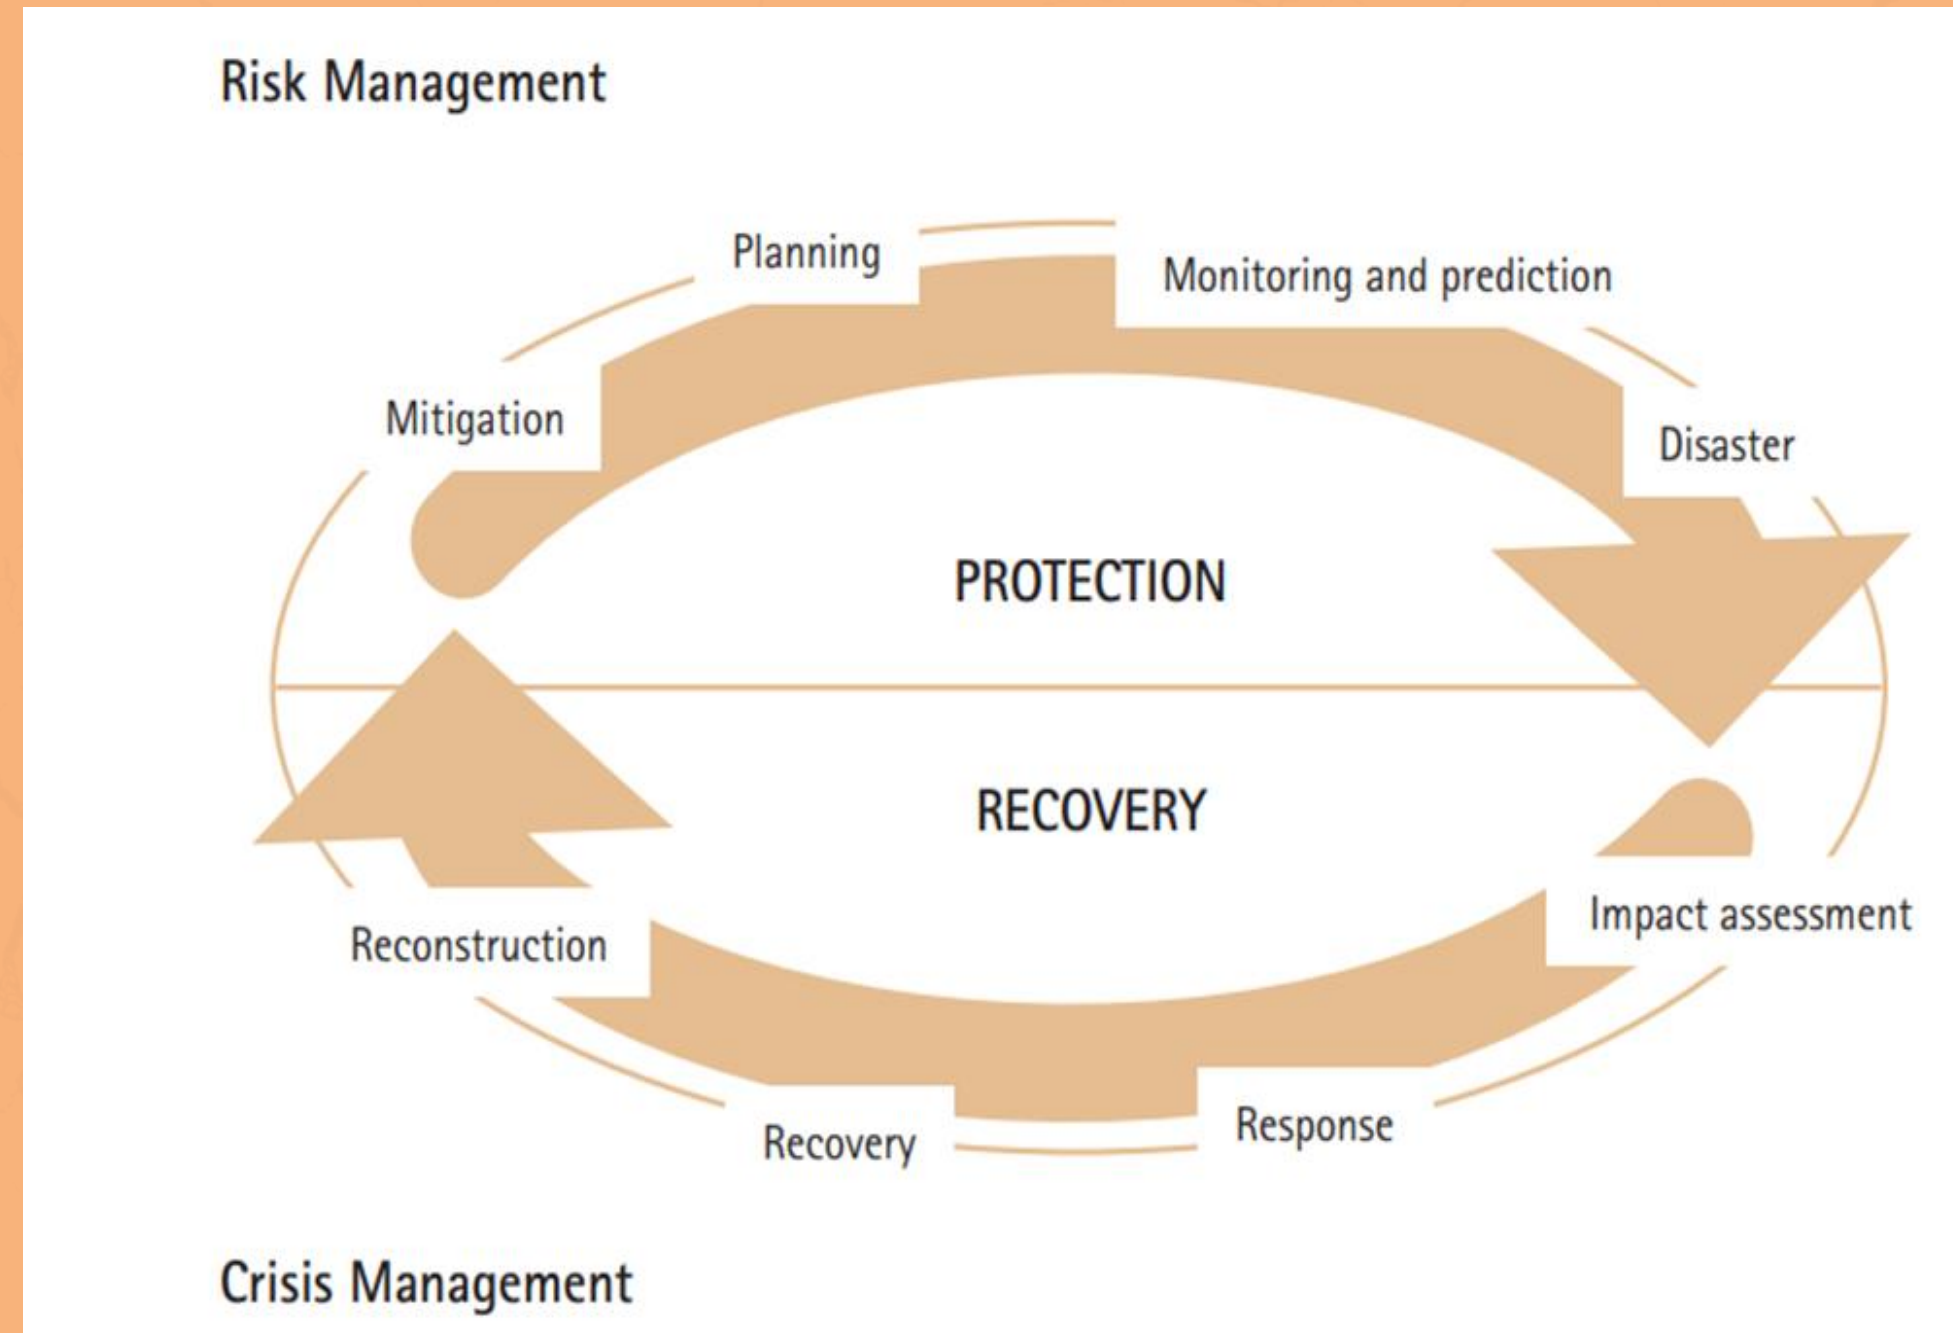 Risk Management
Planning
Monitoring and prediction
Mitigation
Disaster
PROTECTION
RECOVERY
Impact assessment
Reconstruction
Response
Recovery
Crisis Management